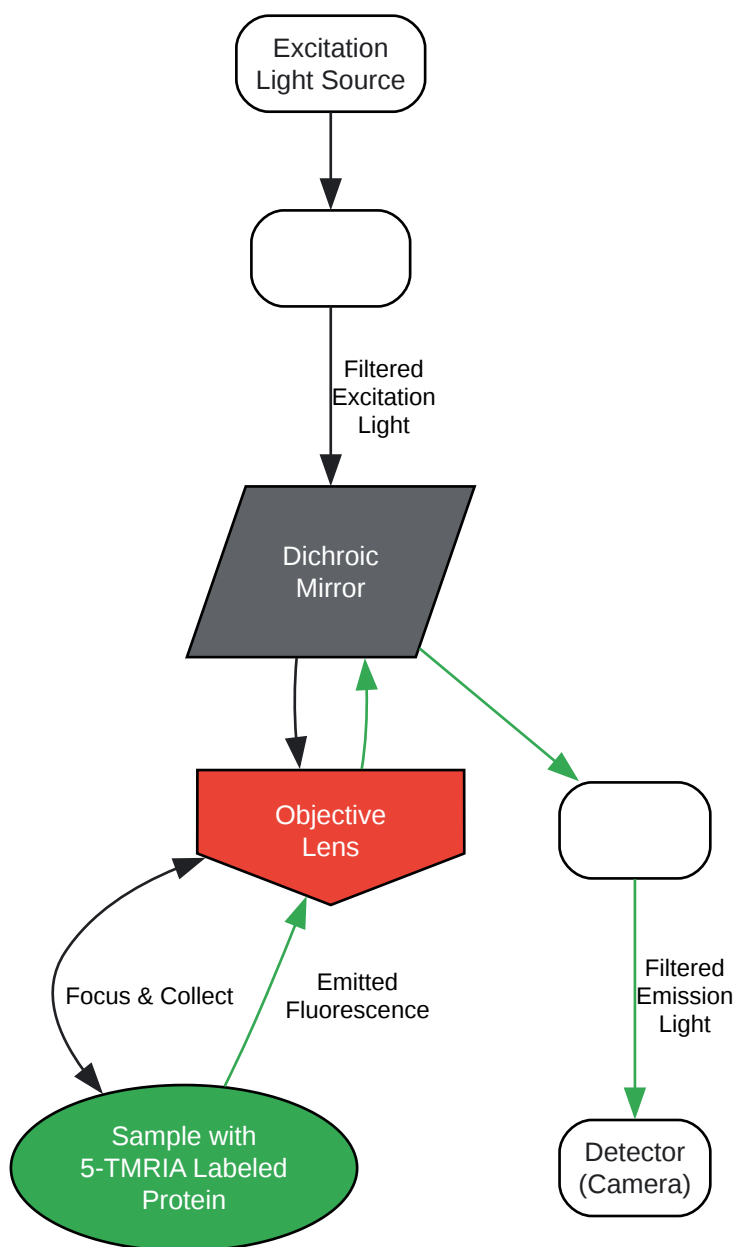 Excitation
Light Source
Filtered
Excitation
Light
Dichroic
Mirror
Objective
Lens
Focus & Collect
Emitted
Fluorescence
Filtered
Emission
Light
Sample with
5-TMRIA Labeled
Protein
Detector
(Camera)